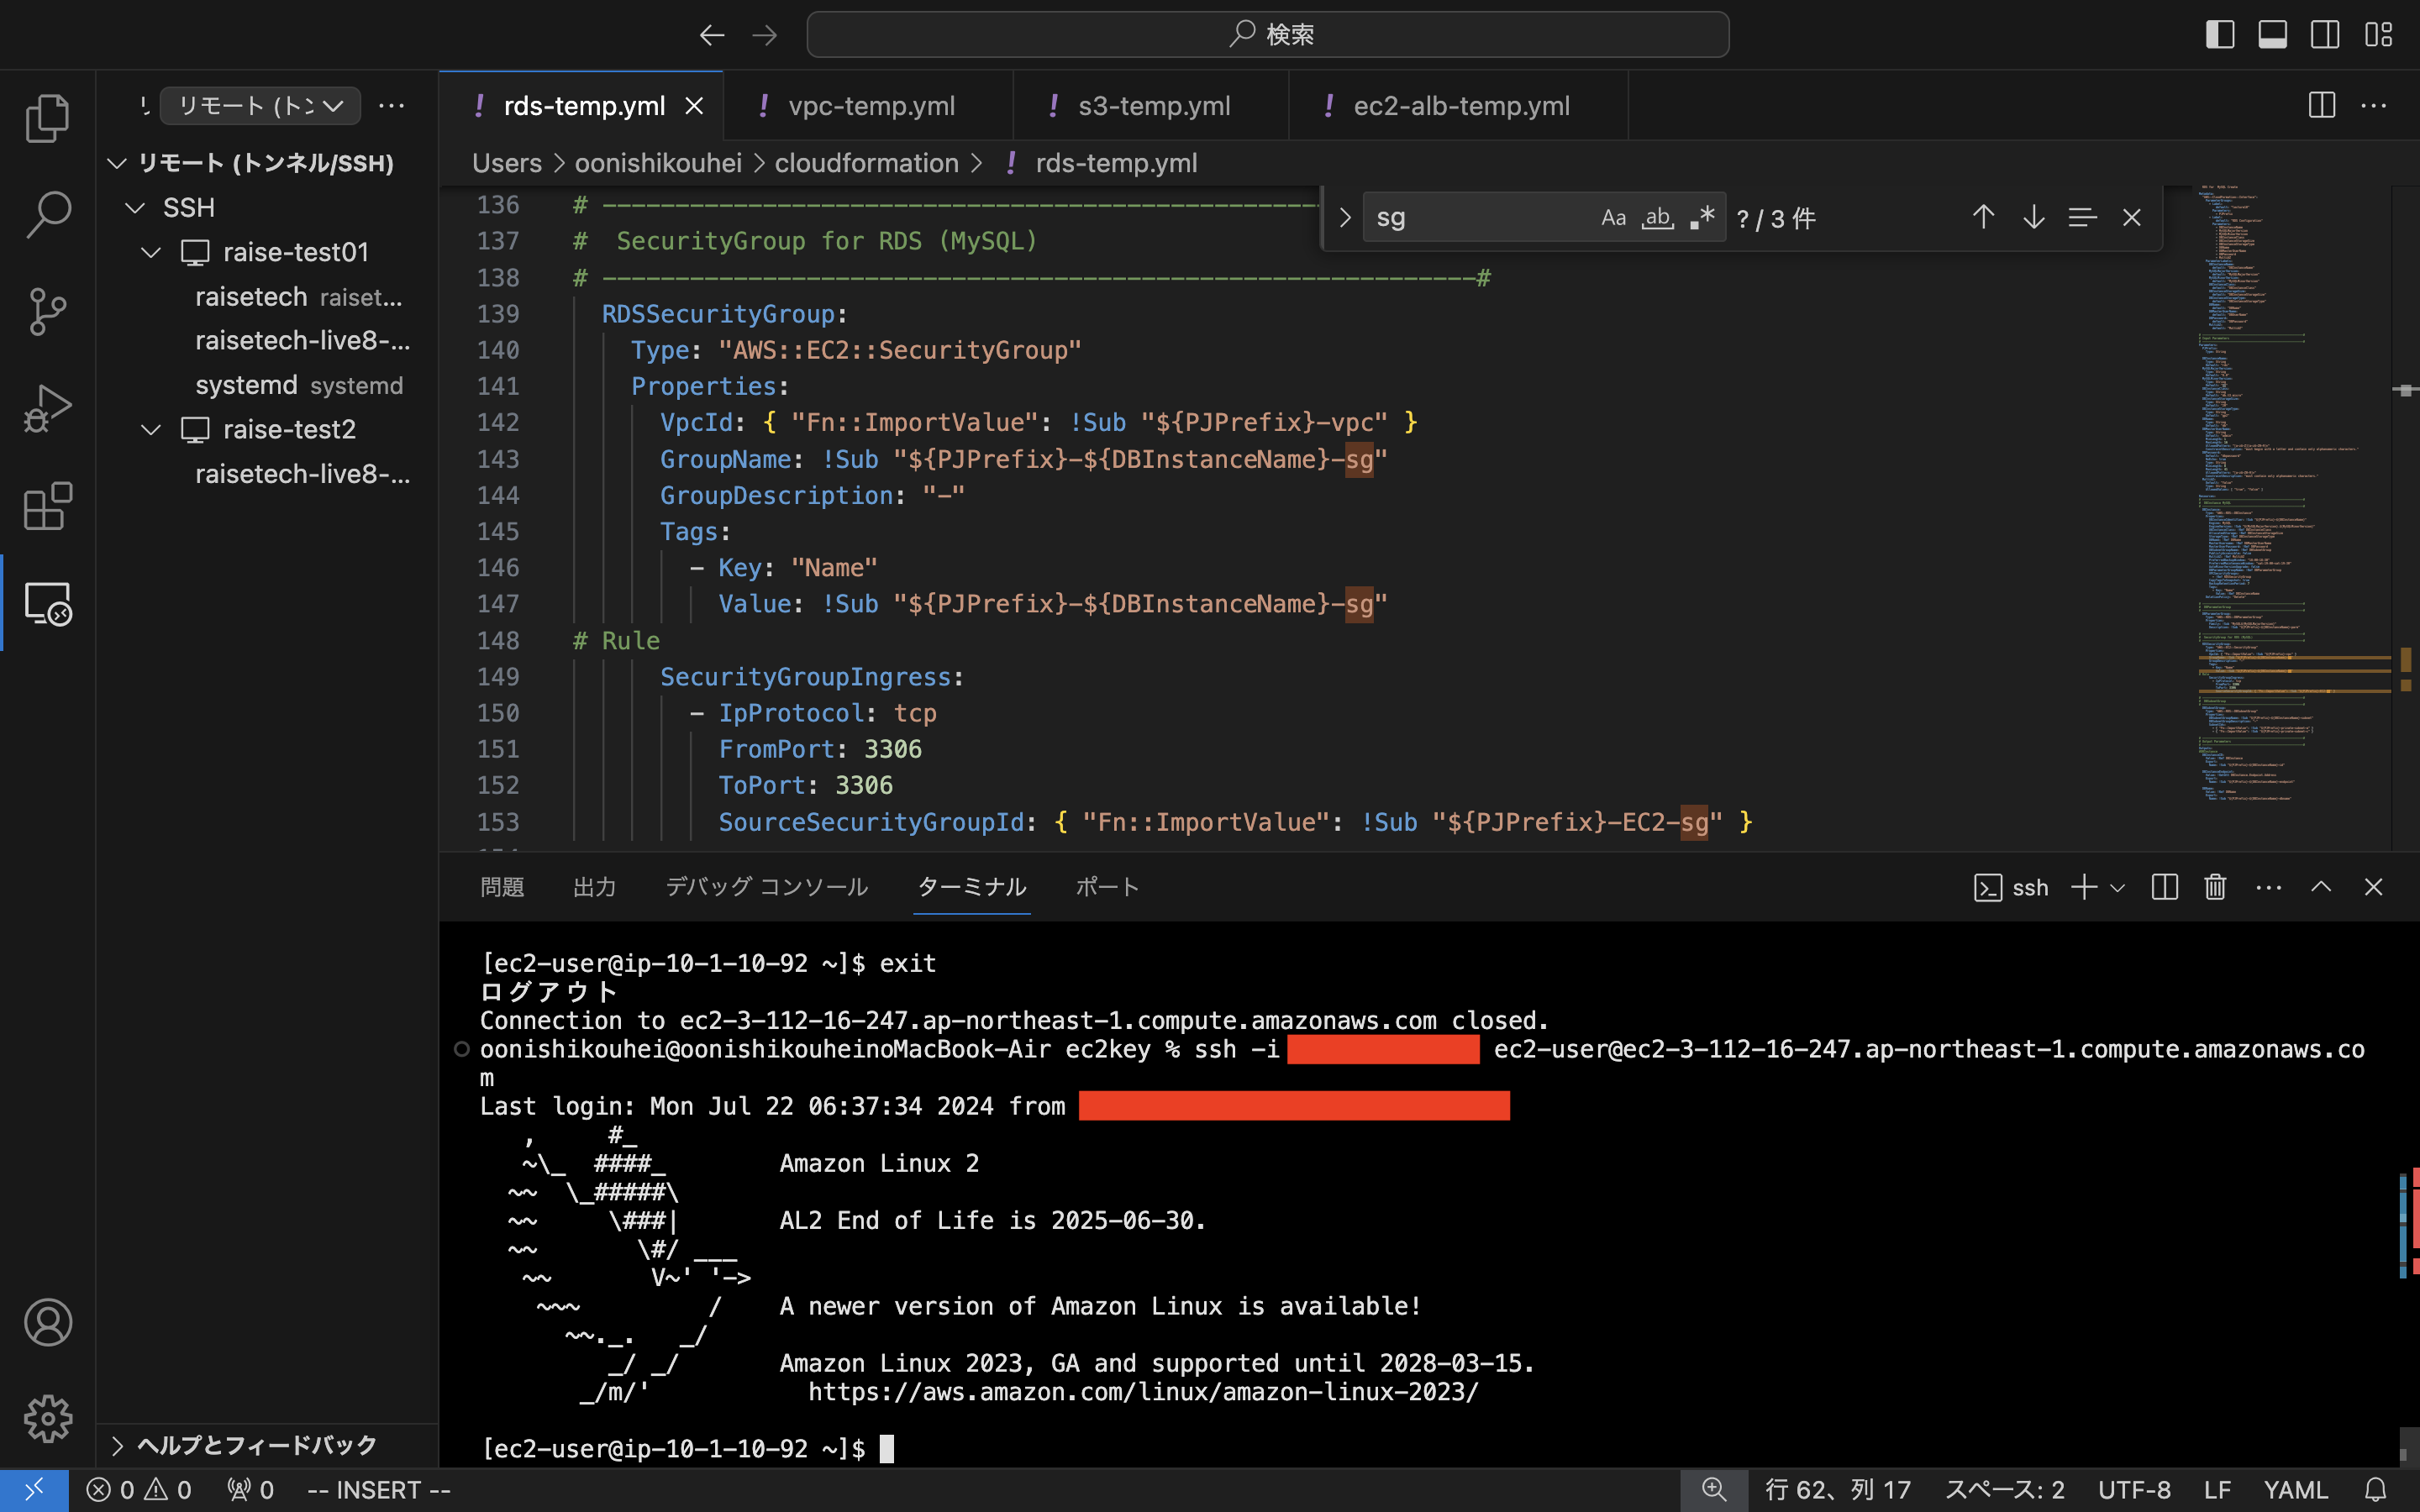 検索
リモート (トン
リモート (トンネル/SSH)
SSH
raise-test01
raisetech raiset...
raisetech-live8-...
systemd systemd
raise-test2
raisetech-live8-...
ヘルプとフィードバック
! rds-temp.yml
! vpc-temp.yml
! s3-temp.yml
! ec2-alb-temp.yml
Users > oonishikouhei > cloudformation > ! rds-temp.yml
sg
Aa ab .* ? / 3 件
136 # ------------------------------------------------------------
137 #  SecurityGroup for RDS (MySQL)
138 # ------------------------------------------------------------#
139 RDSSecurityGroup:
140 Type: "AWS::EC2::SecurityGroup"
141 Properties:
142 VpcId: { "Fn::ImportValue": !Sub "${PJPrefix}-vpc" }
143 GroupName: !Sub "${PJPrefix}-${DBInstanceName}-sg"
144 GroupDescription: "-"
145 Tags:
146 - Key: "Name"
147 Value: !Sub "${PJPrefix}-${DBInstanceName}-sg"
148 # Rule
149 SecurityGroupIngress:
150 - IpProtocol: tcp
151 FromPort: 3306
152 ToPort: 3306
153 SourceSecurityGroupId: { "Fn::ImportValue": !Sub "${PJPrefix}-EC2-sg" }
問題 出力 デバッグ コンソール ターミナル ポート
ssh
[ec2-user@ip-10-1-10-92 ~]$ exit
ログアウト
Connection to ec2-3-112-16-247.ap-northeast-1.compute.amazonaws.com closed.
oonishikouhei@oonishikouheinoMacBook-Air ec2key % ssh -i ec2-user@ec2-3-112-16-247.ap-northeast-1.compute.amazonaws.co
m
Last login: Mon Jul 22 06:37:34 2024 from
   ,     #_
   ~\_  ####_        Amazon Linux 2
  ~~  \_#####\
  ~~     \###|       AL2 End of Life is 2025-06-30.
  ~~       \#/ ___
   ~~       V~' '->
    ~~~         /    A newer version of Amazon Linux is available!
      ~~._.   _/
         _/ _/       Amazon Linux 2023, GA and supported until 2028-03-15.
       _/m/'           https://aws.amazon.com/linux/amazon-linux-2023/
[ec2-user@ip-10-1-10-92 ~]$
0 0 0 -- INSERT --
行 62、列 17 スペース: 2 UTF-8 LF YAML